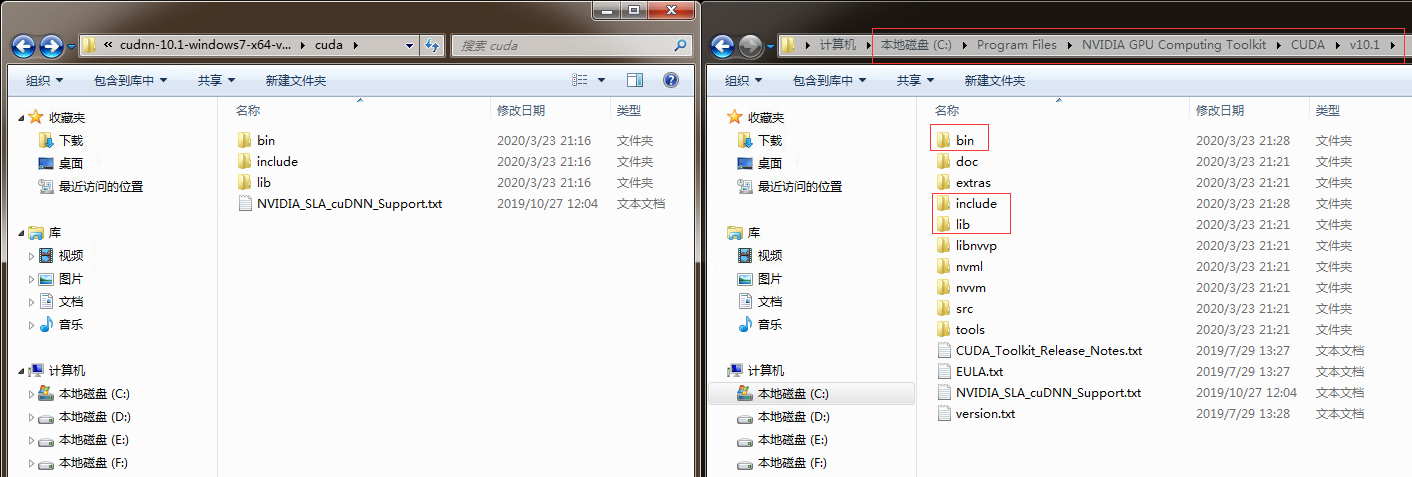 « cudnn-10.1-windows7-x64-v... ▸ cuda ▸
搜索 cuda
组织 包含到库中 共享 新建文件夹
名称 修改日期 类型
收藏夹
下载
桌面
最近访问的位置
库
视频
图片
文档
音乐
计算机
本地磁盘 (C:)
本地磁盘 (D:)
本地磁盘 (E:)
本地磁盘 (F:)
bin 2020/3/23 21:16 文件夹
include 2020/3/23 21:16 文件夹
lib 2020/3/23 21:16 文件夹
NVIDIA_SLA_cuDNN_Support.txt 2019/10/27 12:04 文本文档
计算机 ▸ 本地磁盘 (C:) ▸ Program Files ▸ NVIDIA GPU Computing Toolkit ▸ CUDA ▸ v10.1 ▸
组织 包含到库中 共享 新建文件夹
名称 修改日期 类型
收藏夹
下载
桌面
最近访问的位置
库
视频
图片
文档
音乐
计算机
本地磁盘 (C:)
本地磁盘 (D:)
本地磁盘 (E:)
本地磁盘 (F:)
bin 2020/3/23 21:28 文件夹
doc 2020/3/23 21:21 文件夹
extras 2020/3/23 21:21 文件夹
include 2020/3/23 21:28 文件夹
lib 2020/3/23 21:21 文件夹
libnvvp 2020/3/23 21:21 文件夹
nvml 2020/3/23 21:21 文件夹
nvvm 2020/3/23 21:21 文件夹
src 2020/3/23 21:21 文件夹
tools 2020/3/23 21:21 文件夹
CUDA_Toolkit_Release_Notes.txt 2019/7/29 13:27 文本文档
EULA.txt 2019/7/29 13:27 文本文档
NVIDIA_SLA_cuDNN_Support.txt 2019/10/27 12:04 文本文档
version.txt 2019/7/29 13:28 文本文档